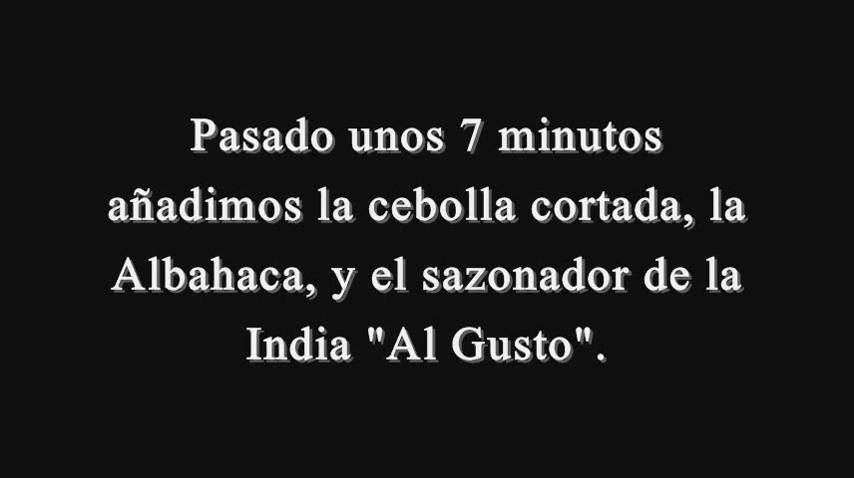 Pasado unos 7 minutos
añadimos la cebolla cortada, la
Albahaca, y el sazonador de la
India "Al Gusto".